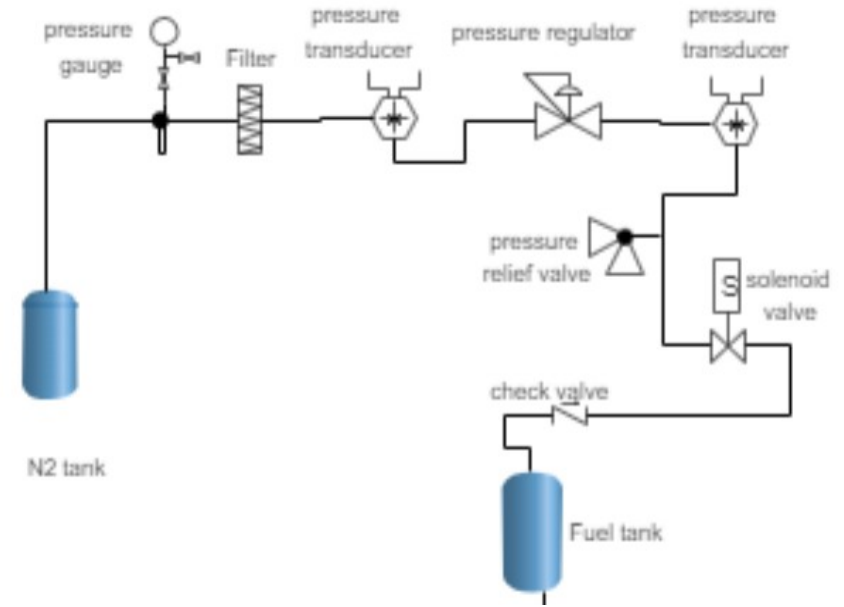 pressure
gauge
Filter
pressure
transducer
pressure regulator
pressure
transducer
pressure
relief valve
S
solenoid
valve
check valve
N2 tank
Fuel tank